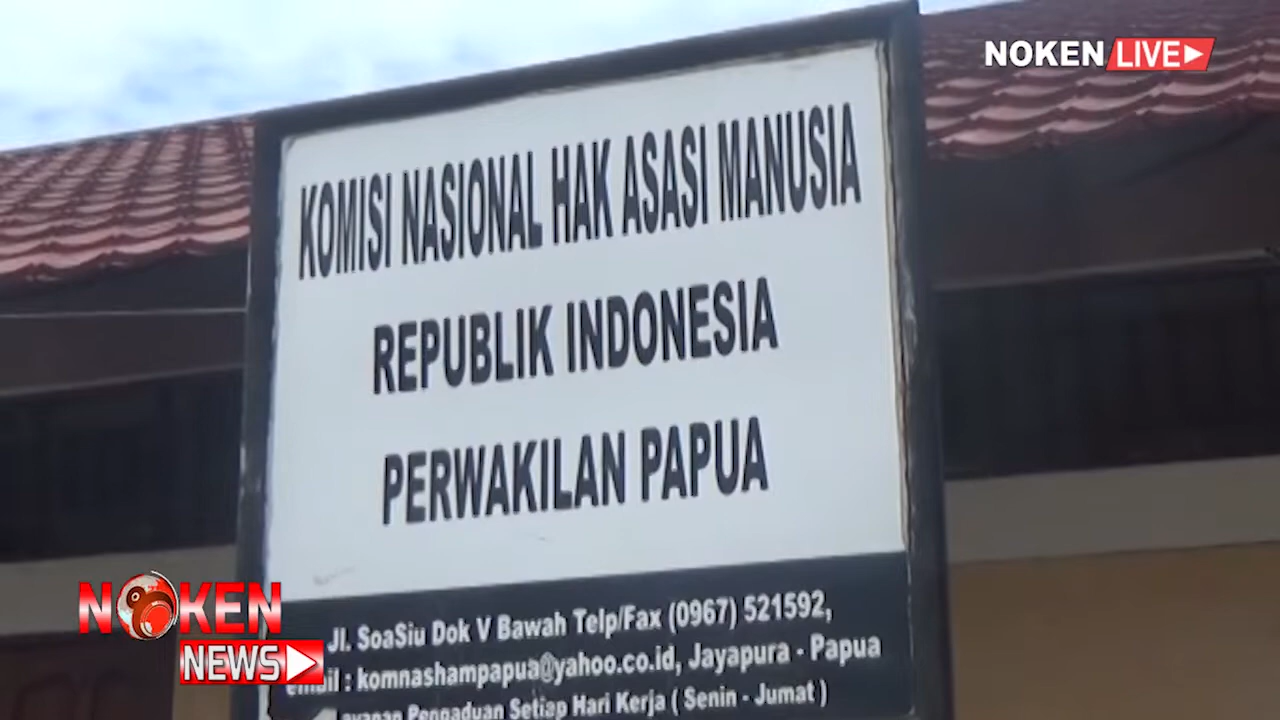 NOKEN LIVE
KOMISI NASIONAL HAK ASASI MANUSIA
REPUBLIK INDONESIA
PERWAKILAN PAPUA
Jl. SoaSiu Dok V Bawah Telp/Fax (0967) 521592,
email : komnashampapua@yahoo.co.id, Jayapura - Papua
Layanan Pengaduan Setiap Hari Kerja ( Senin - Jumat )
NOKEN
NEWS